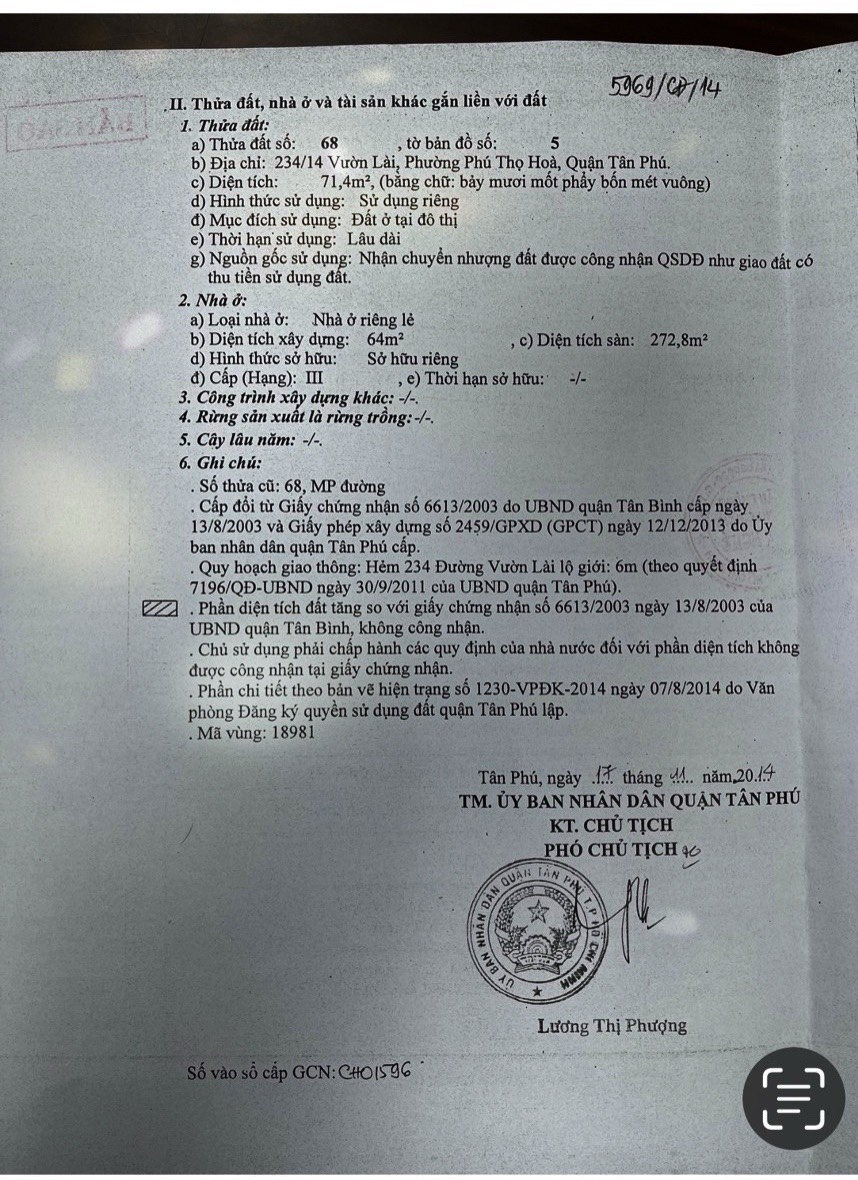 5969/CĐ/14
BẢN SAO
II. Thửa đất, nhà ở và tài sản khác gắn liền với đất
1. Thửa đất:
a) Thửa đất số: 68 , tờ bản đồ số: 5
b) Địa chỉ: 234/14 Vườn Lài, Phường Phú Thọ Hoà, Quận Tân Phú.
c) Diện tích: 71,4m², (bằng chữ: bảy mươi mốt phẩy bốn mét vuông)
d) Hình thức sử dụng: Sử dụng riêng
đ) Mục đích sử dụng: Đất ở tại đô thị
e) Thời hạn sử dụng: Lâu dài
g) Nguồn gốc sử dụng: Nhận chuyển nhượng đất được công nhận QSDĐ như giao đất có
thu tiền sử dụng đất.
2. Nhà ở:
a) Loại nhà ở: Nhà ở riêng lẻ
b) Diện tích xây dựng: 64m² , c) Diện tích sàn: 272,8m²
d) Hình thức sở hữu: Sở hữu riêng
đ) Cấp (Hạng): III , e) Thời hạn sở hữu: -/-
3. Công trình xây dựng khác: -/-.
4. Rừng sản xuất là rừng trồng: -/-.
5. Cây lâu năm: -/-.
6. Ghi chú:
. Số thửa cũ: 68, MP đường
. Cấp đổi từ Giấy chứng nhận số 6613/2003 do UBND quận Tân Bình cấp ngày
13/8/2003 và Giấy phép xây dựng số 2459/GPXD (GPCT) ngày 12/12/2013 do Ủy
ban nhân dân quận Tân Phú cấp.
. Quy hoạch giao thông: Hẻm 234 Đường Vườn Lài lộ giới: 6m (theo quyết định
7196/QĐ-UBND ngày 30/9/2011 của UBND quận Tân Phú).
. Phần diện tích đất tăng so với giấy chứng nhận số 6613/2003 ngày 13/8/2003 của
UBND quận Tân Bình, không công nhận.
. Chủ sử dụng phải chấp hành các quy định của nhà nước đối với phần diện tích không
được công nhận tại giấy chứng nhận.
. Phần chi tiết theo bản vẽ hiện trạng số 1230-VPĐK-2014 ngày 07/8/2014 do Văn
phòng Đăng ký quyền sử dụng đất quận Tân Phú lập.
. Mã vùng: 18981
Tân Phú, ngày 17 tháng 11 năm 2014
TM. ỦY BAN NHÂN DÂN QUẬN TÂN PHÚ
KT. CHỦ TỊCH
PHÓ CHỦ TỊCH
ỦY BAN NHÂN DÂN QUẬN TÂN PHÚ T.P HỒ CHÍ MINH
Lương Thị Phượng
Số vào sổ cấp GCN: CH01596